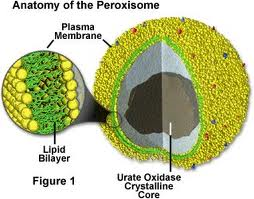 Anatomy of the Peroxisome
Plasma
Membrane
Lipid
Bilayer
Figure 1
Urate Oxidase
Crystalline
Core